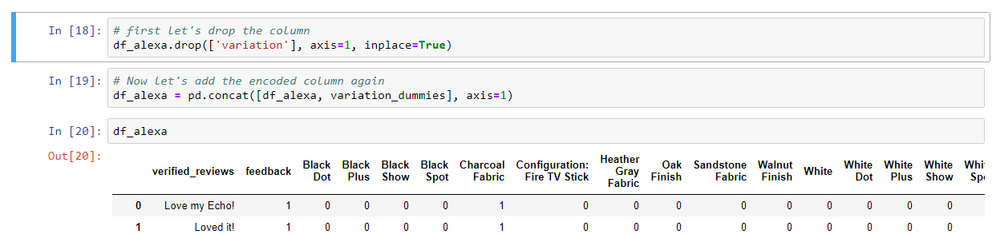 In [18]: # first let's drop the column
df_alexa.drop(['variation'], axis=1, inplace=True)
In [19]: # Now let's add the encoded column again
df_alexa = pd.concat([df_alexa, variation_dummies], axis=1)
In [20]: df_alexa
Out[20]:
verified_reviews feedback Black Dot Black Plus Black Show Black Spot Charcoal Fabric Configuration: Fire TV Stick Heather Gray Fabric Oak Finish Sandstone Fabric Walnut Finish White White Dot White Plus White Show
0 Love my Echo! 1 0 0 0 0 1 0 0 0 0 0 0 0 0 0
1 Loved it! 1 0 0 0 0 1 0 0 0 0 0 0 0 0 0